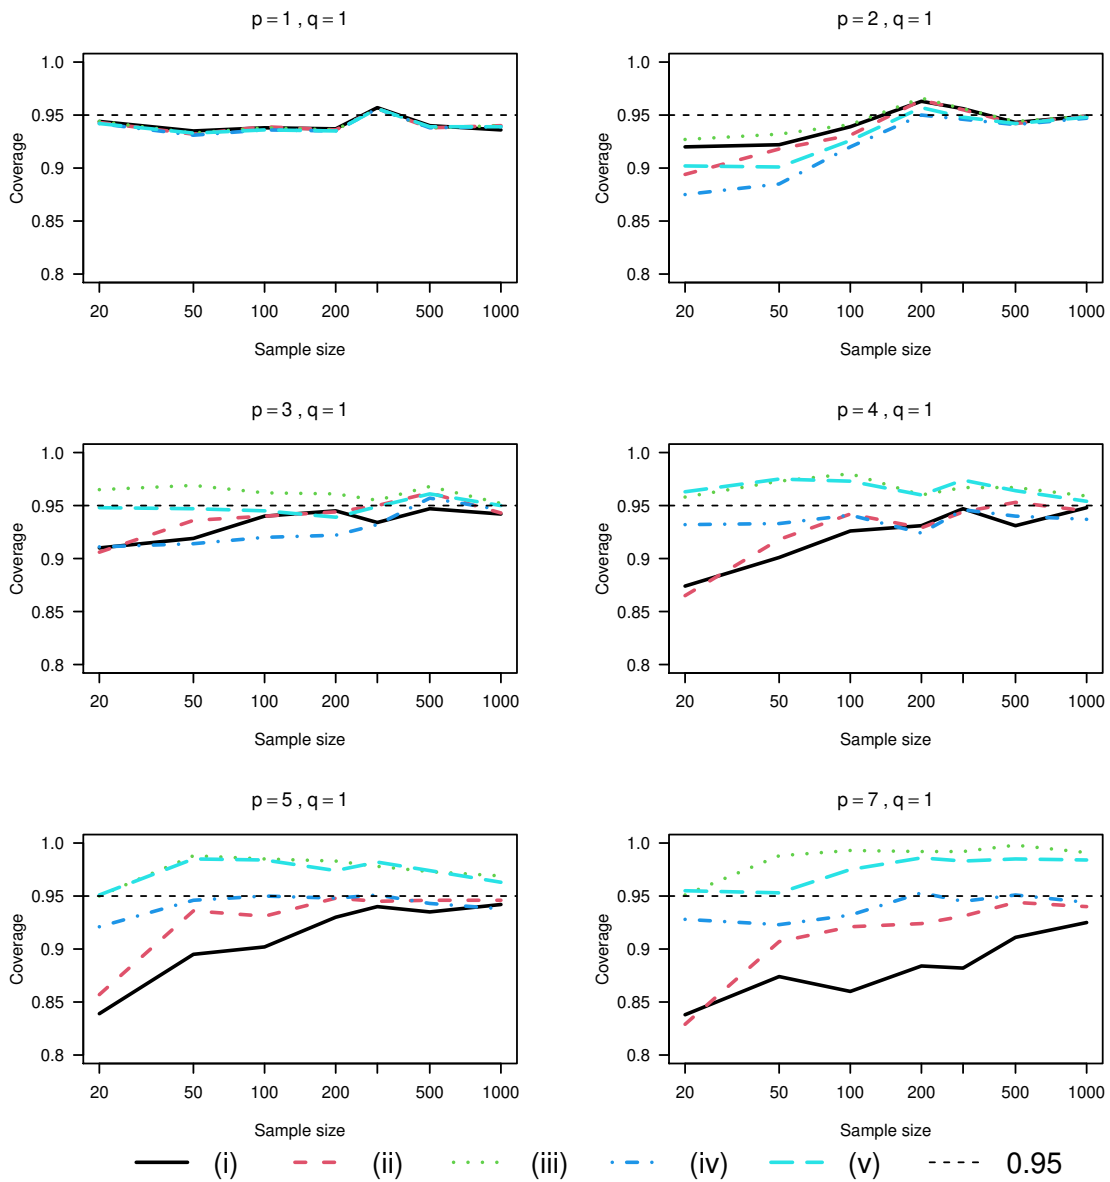 p = 1 , q = 1
1.0
0.95
0.9
0.85
0.8
Coverage
20 50 100 200 500 1000
Sample size
p = 2 , q = 1
1.0
0.95
0.9
0.85
0.8
Coverage
20 50 100 200 500 1000
Sample size
p = 3 , q = 1
1.0
0.95
0.9
0.85
0.8
Coverage
20 50 100 200 500 1000
Sample size
p = 4 , q = 1
1.0
0.95
0.9
0.85
0.8
Coverage
20 50 100 200 500 1000
Sample size
p = 5 , q = 1
1.0
0.95
0.9
0.85
0.8
Coverage
20 50 100 200 500 1000
Sample size
p = 7 , q = 1
1.0
0.95
0.9
0.85
0.8
Coverage
20 50 100 200 500 1000
Sample size
(i) (ii) (iii) (iv) (v) 0.95